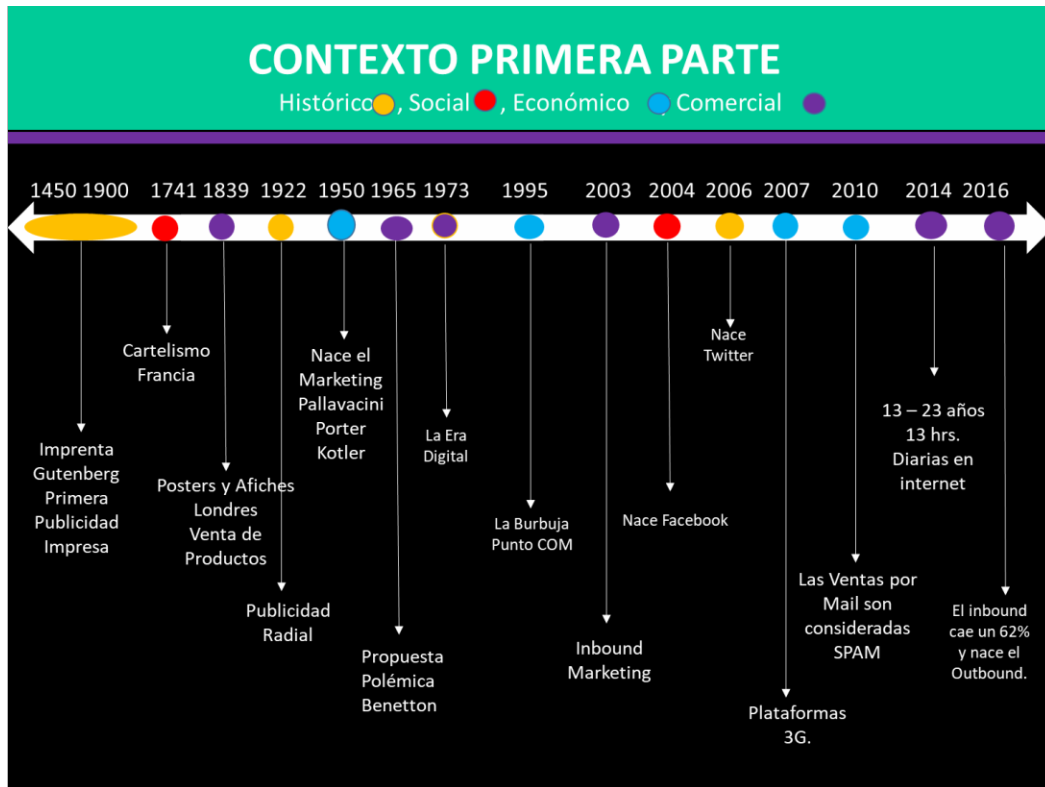 CONTEXTO PRIMERA PARTE
Histórico , Social , Económico , Comercial
1450 1900 1741 1839 1922 1950 1965 1973 1995 2003 2004 2006 2007 2010 2014 2016
Imprenta
Gutenberg
Primera
Publicidad
Impresa
Cartelismo
Francia
Posters y Afiches
Londres
Venta de
Productos
Publicidad
Radial
Nace el
Marketing
Pallavacini
Porter
Kotler
Propuesta
Polémica
Benetton
La Era
Digital
La Burbuja
Punto COM
Inbound
Marketing
Nace Facebook
Nace
Twitter
Plataformas
3G.
Las Ventas por
Mail son
consideradas
SPAM
13 – 23 años
13 hrs.
Diarias en
internet
El inbound
cae un 62%
y nace el
Outbound.